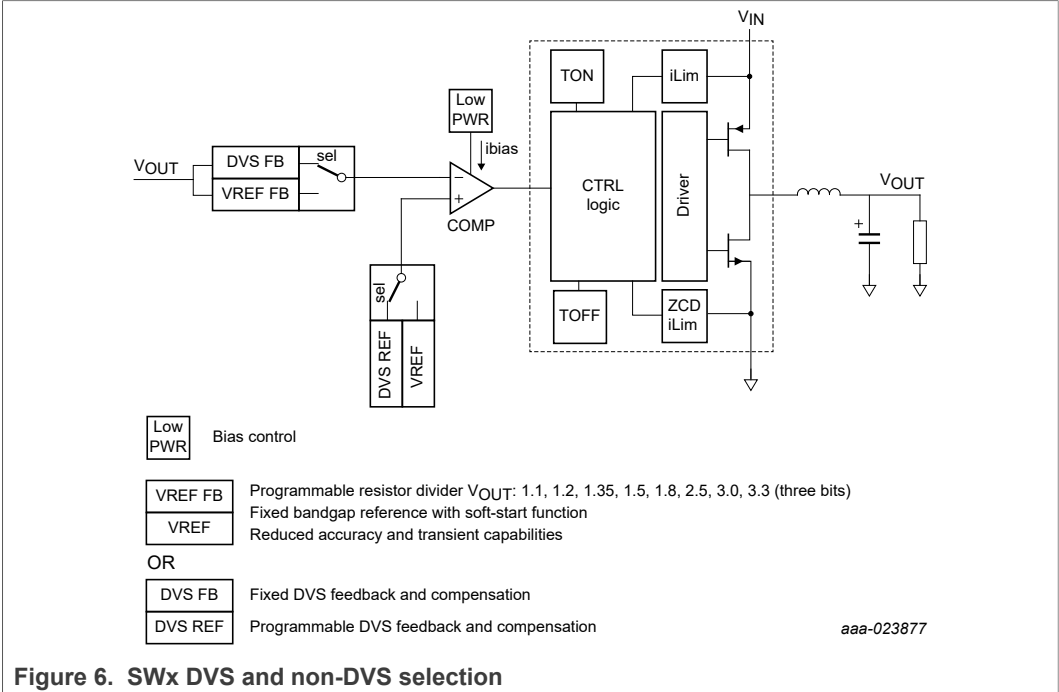 VIN
TON
iLim
Low
PWR
ibias
VOUT
DVS FB
VREF FB
sel
−
+
COMP
CTRL
logic
Driver
VOUT
+
sel
DVS REF
VREF
TOFF
ZCD
iLim
Low
PWR
Bias control
VREF FB
Programmable resistor divider VOUT: 1.1, 1.2, 1.35, 1.5, 1.8, 2.5, 3.0, 3.3 (three bits)
Fixed bandgap reference with soft-start function
VREF
Reduced accuracy and transient capabilities
OR
DVS FB
Fixed DVS feedback and compensation
DVS REF
Programmable DVS feedback and compensation
aaa-023877
Figure 6. SWx DVS and non-DVS selection